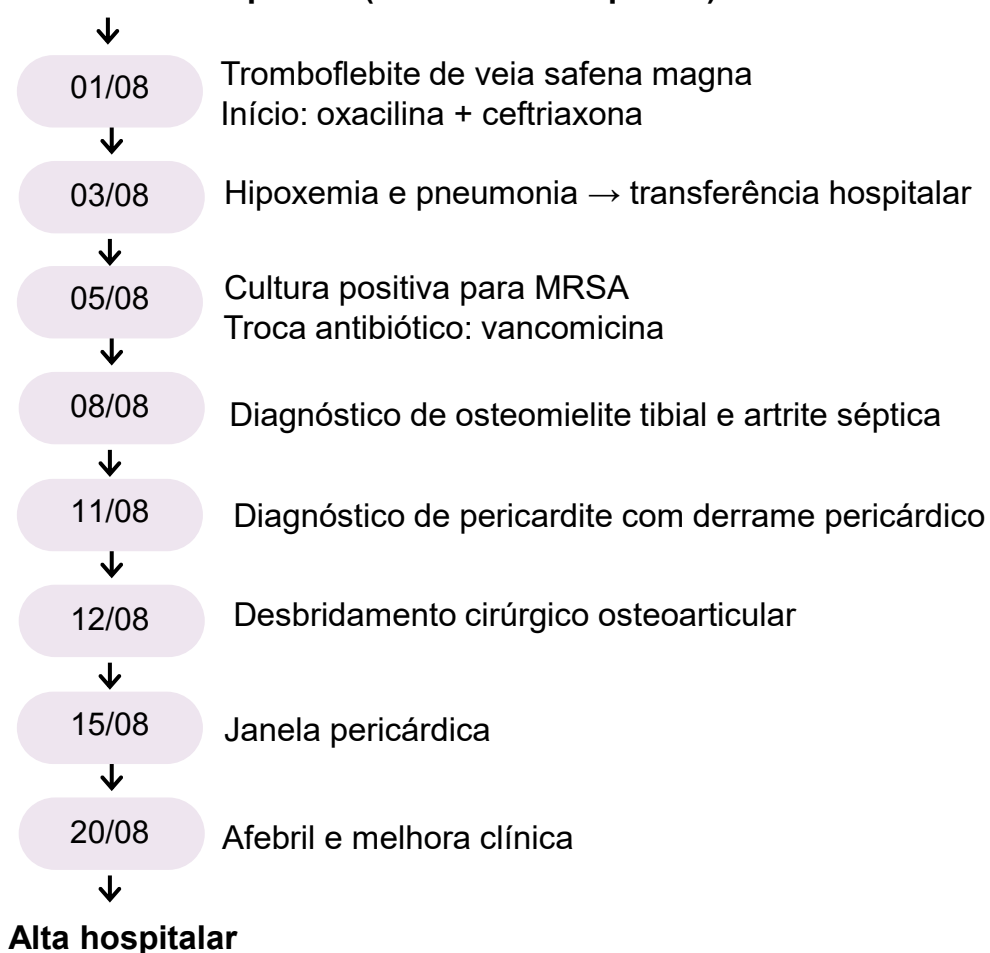 01/08
Tromboflebite de veia safena magna
Início: oxacilina + ceftriaxona
03/08
Hipoxemia e pneumonia → transferência hospitalar
05/08
Cultura positiva para MRSA
Troca antibiótico: vancomicina
08/08
Diagnóstico de osteomielite tibial e artrite séptica
11/08
Diagnóstico de pericardite com derrame pericárdico
12/08
Desbridamento cirúrgico osteoarticular
15/08
Janela pericárdica
20/08
Afebril e melhora clínica
Alta hospitalar